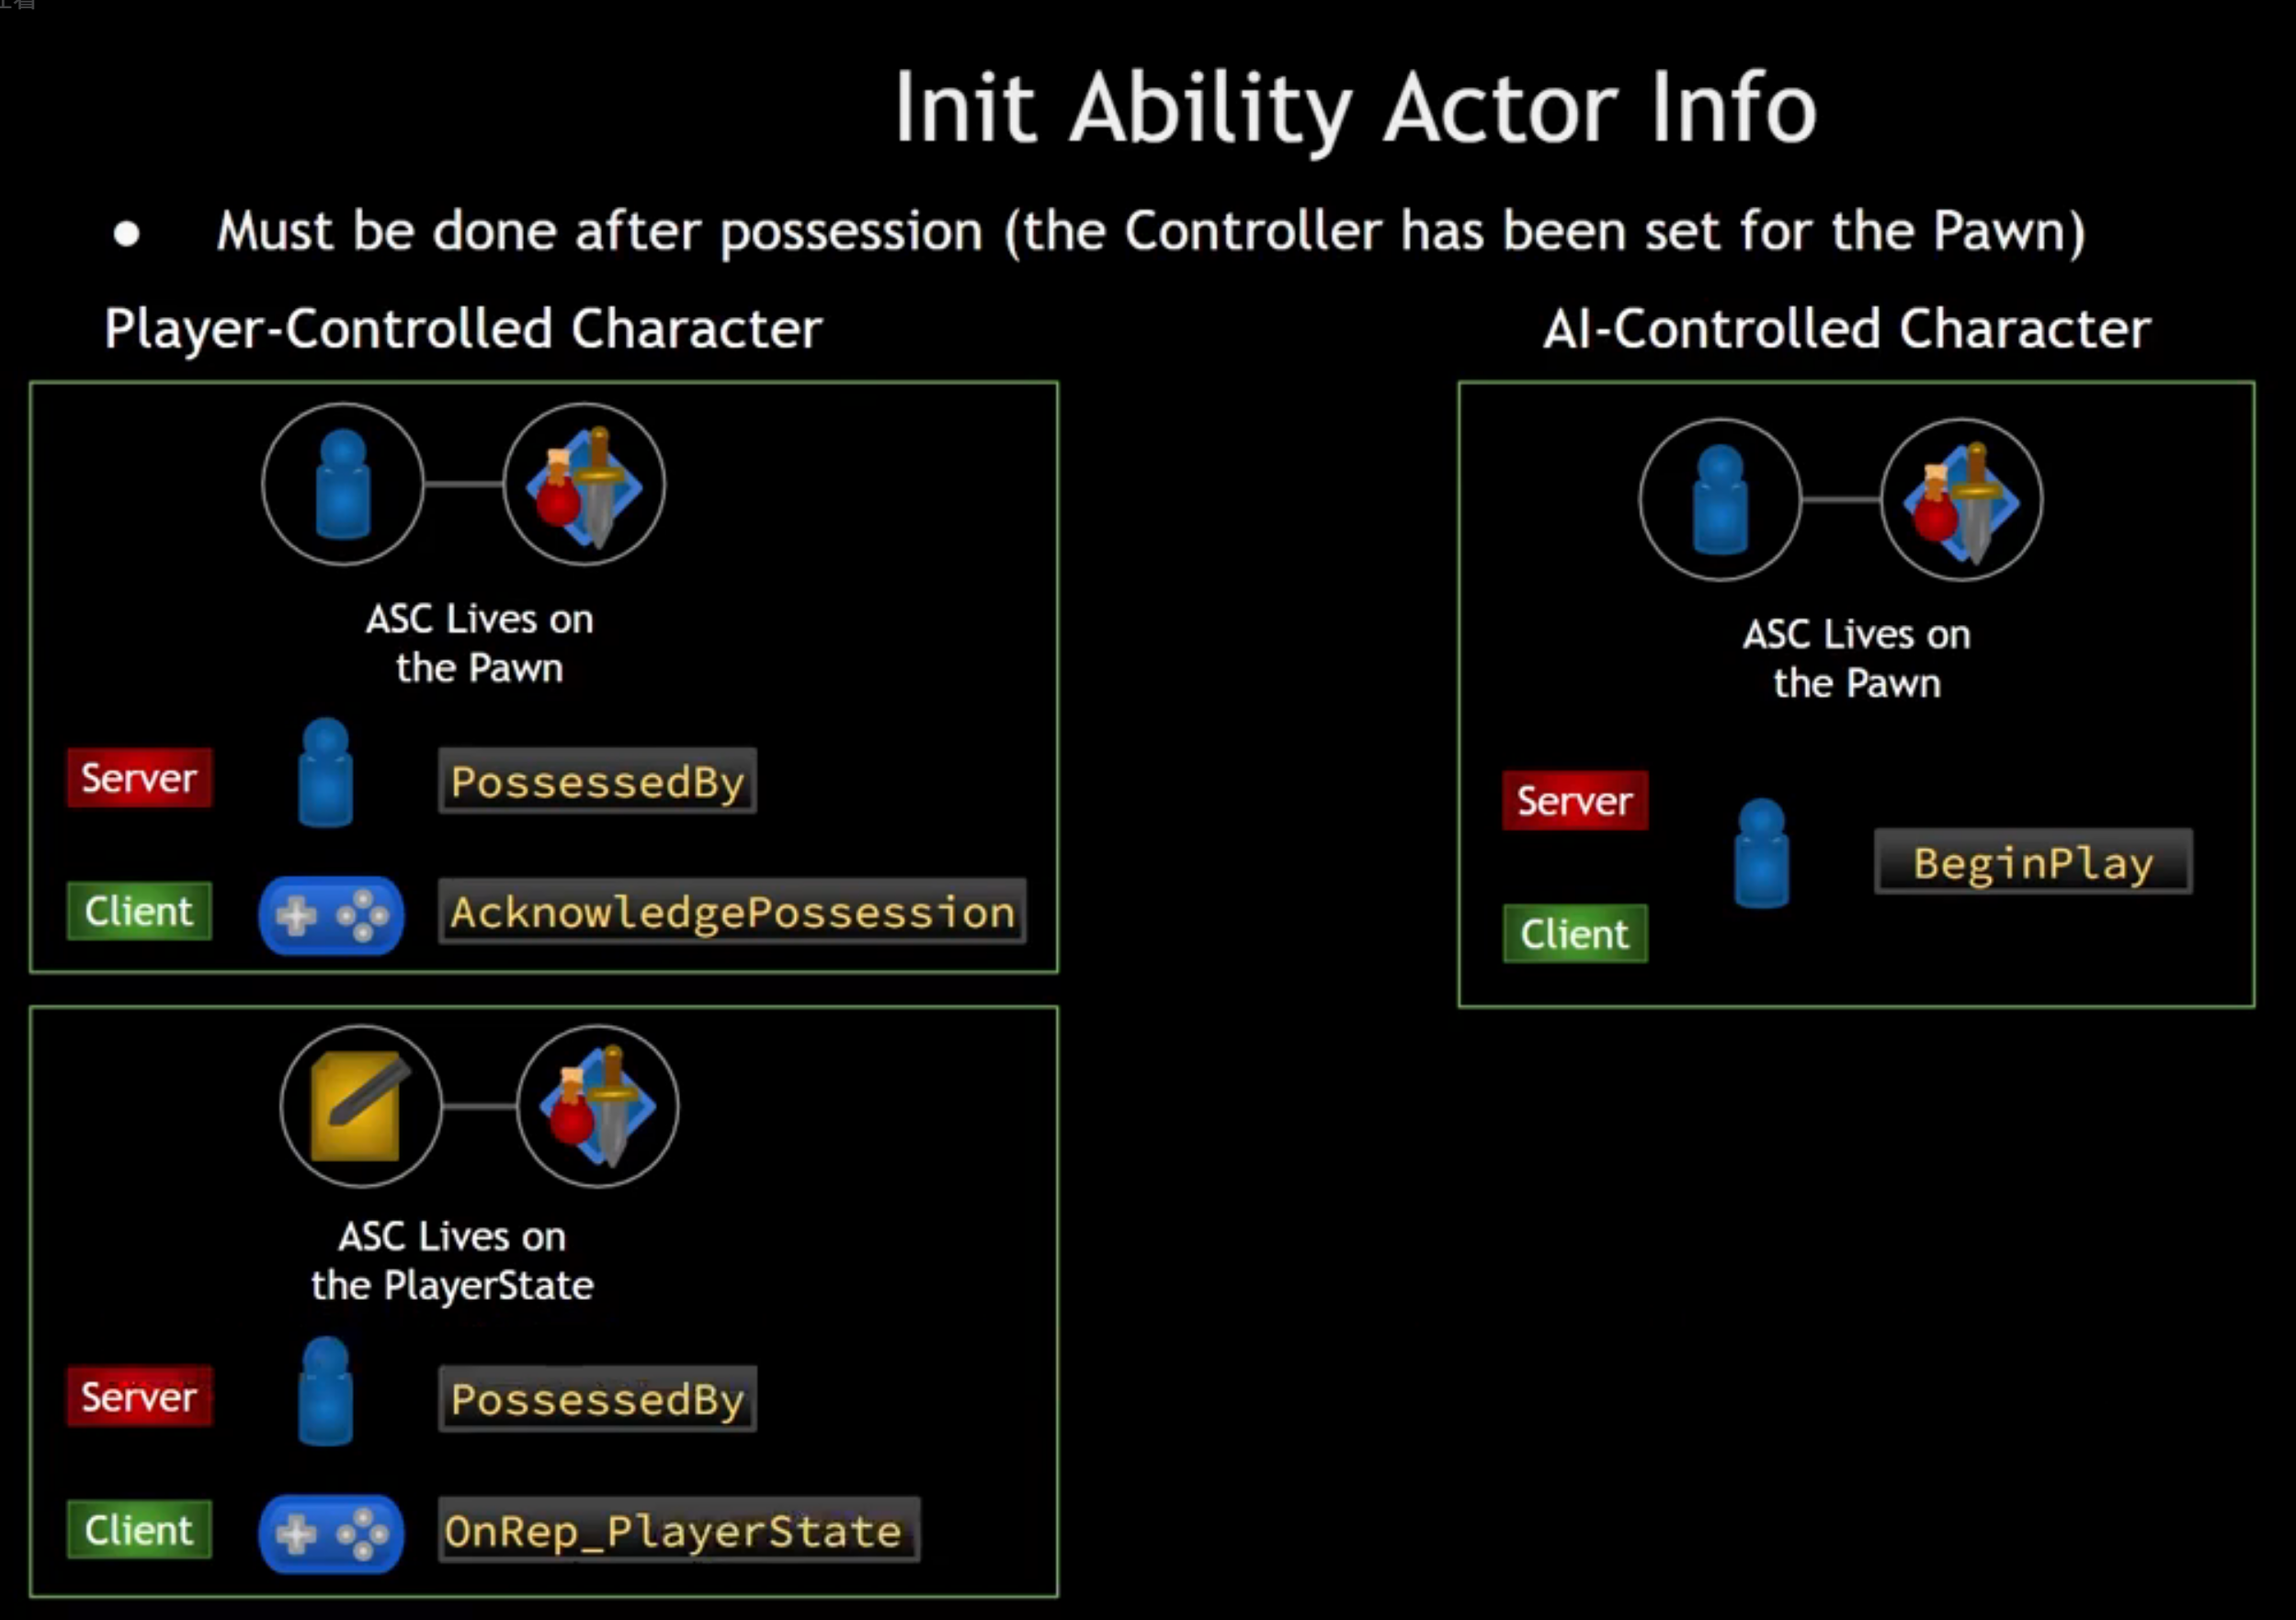 Init Ability Actor Info
● Must be done after possession (the Controller has been set for the Pawn)
Player-Controlled Character
ASC Lives on
the Pawn
Server
PossessedBy
Client
AcknowledgePossession
ASC Lives on
the PlayerState
Server
PossessedBy
Client
OnRep_PlayerState
AI-Controlled Character
ASC Lives on
the Pawn
Server
BeginPlay
Client